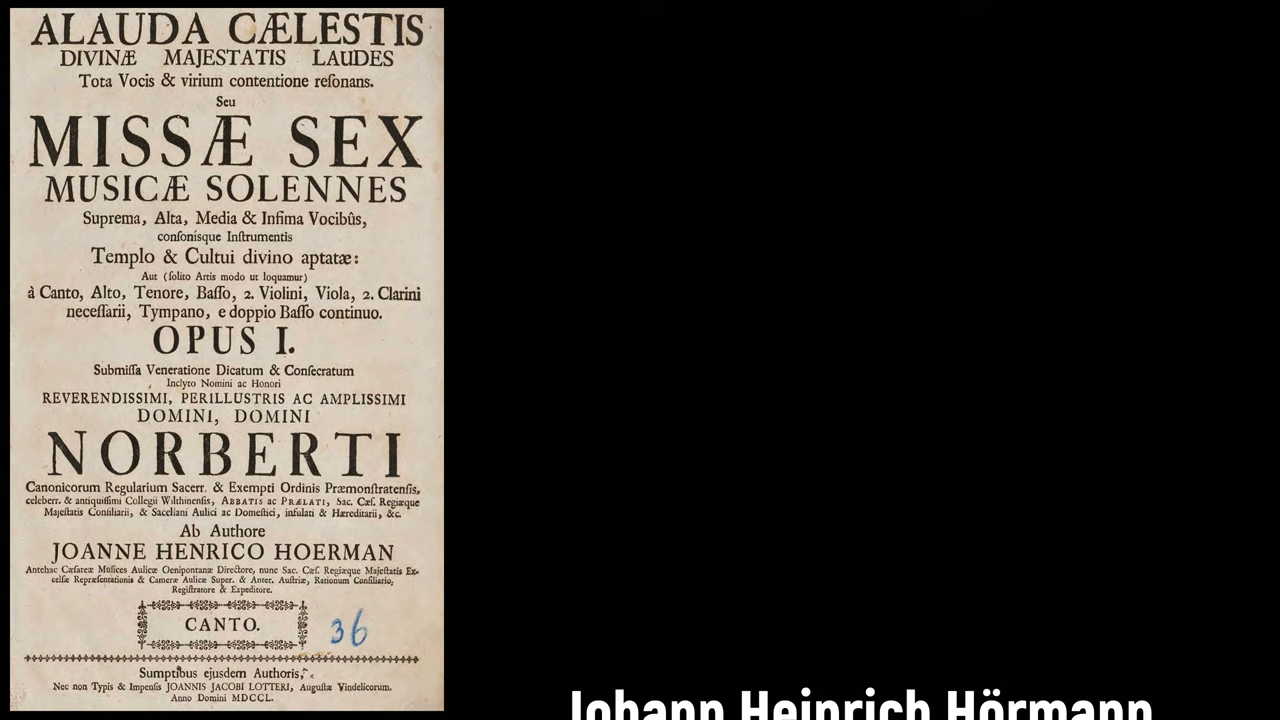 ALAUDA CÆLESTIS
DIVINÆ MAJESTATIS LAUDES
Tota Vocis & virium contentione reſonans.
Seu
MISSÆ SEX
MUSICÆ SOLENNES
Suprema, Alta, Media & Infima Vocibûs,
conſonisque Inſtrumentis
Templo & Cultui divino aptatæ:
Aut (ſolito Artis modo ut loquamur)
à Canto, Alto, Tenore, Baſſo, 2. Violini, Viola, 2. Clarini
neceſſarii, Tympano, e doppio Baſſo continuo.
OPUS I.
Submiſſa Veneratione Dicatum & Conſecratum
Inclyto Nomini ac Honori
REVERENDISSIMI, PERILLUSTRIS AC AMPLISSIMI
DOMINI, DOMINI
NORBERTI
Canonicorum Regularium Sacerr. & Exempti Ordinis Præmonſtratenſis,
celeberr. & antiquiſſimi Collegii Wilthinenſis, ABBATIS AC PRÆLATI, Sac. Cæſ. Regiæque
Majeſtatis Conſiliarii, & Sacellani Aulici ac Domeſtici, infulati & Hæreditarii, &c.
Ab Authore
JOANNE HENRICO HOERMAN
Antehac Cæſareæ Muſices Aulicæ Oenipontanæ Directore, nunc Sac. Cæſ. Regiæque Majeſtatis Ex-
celſæ Repræſentationis & Cameræ Aulicæ Super. & Anter. Auſtriæ, Rationum Conſiliario,
Regiſtratore & Expeditore.
CANTO.
36
Sumptibus ejusdem Authoris,
Nec non Typis & Impenſis JOANNIS JACOBI LOTTERI, Auguſtæ Vindelicorum.
Anno Domini MDCCL.
Johann Heinrich Hörmann